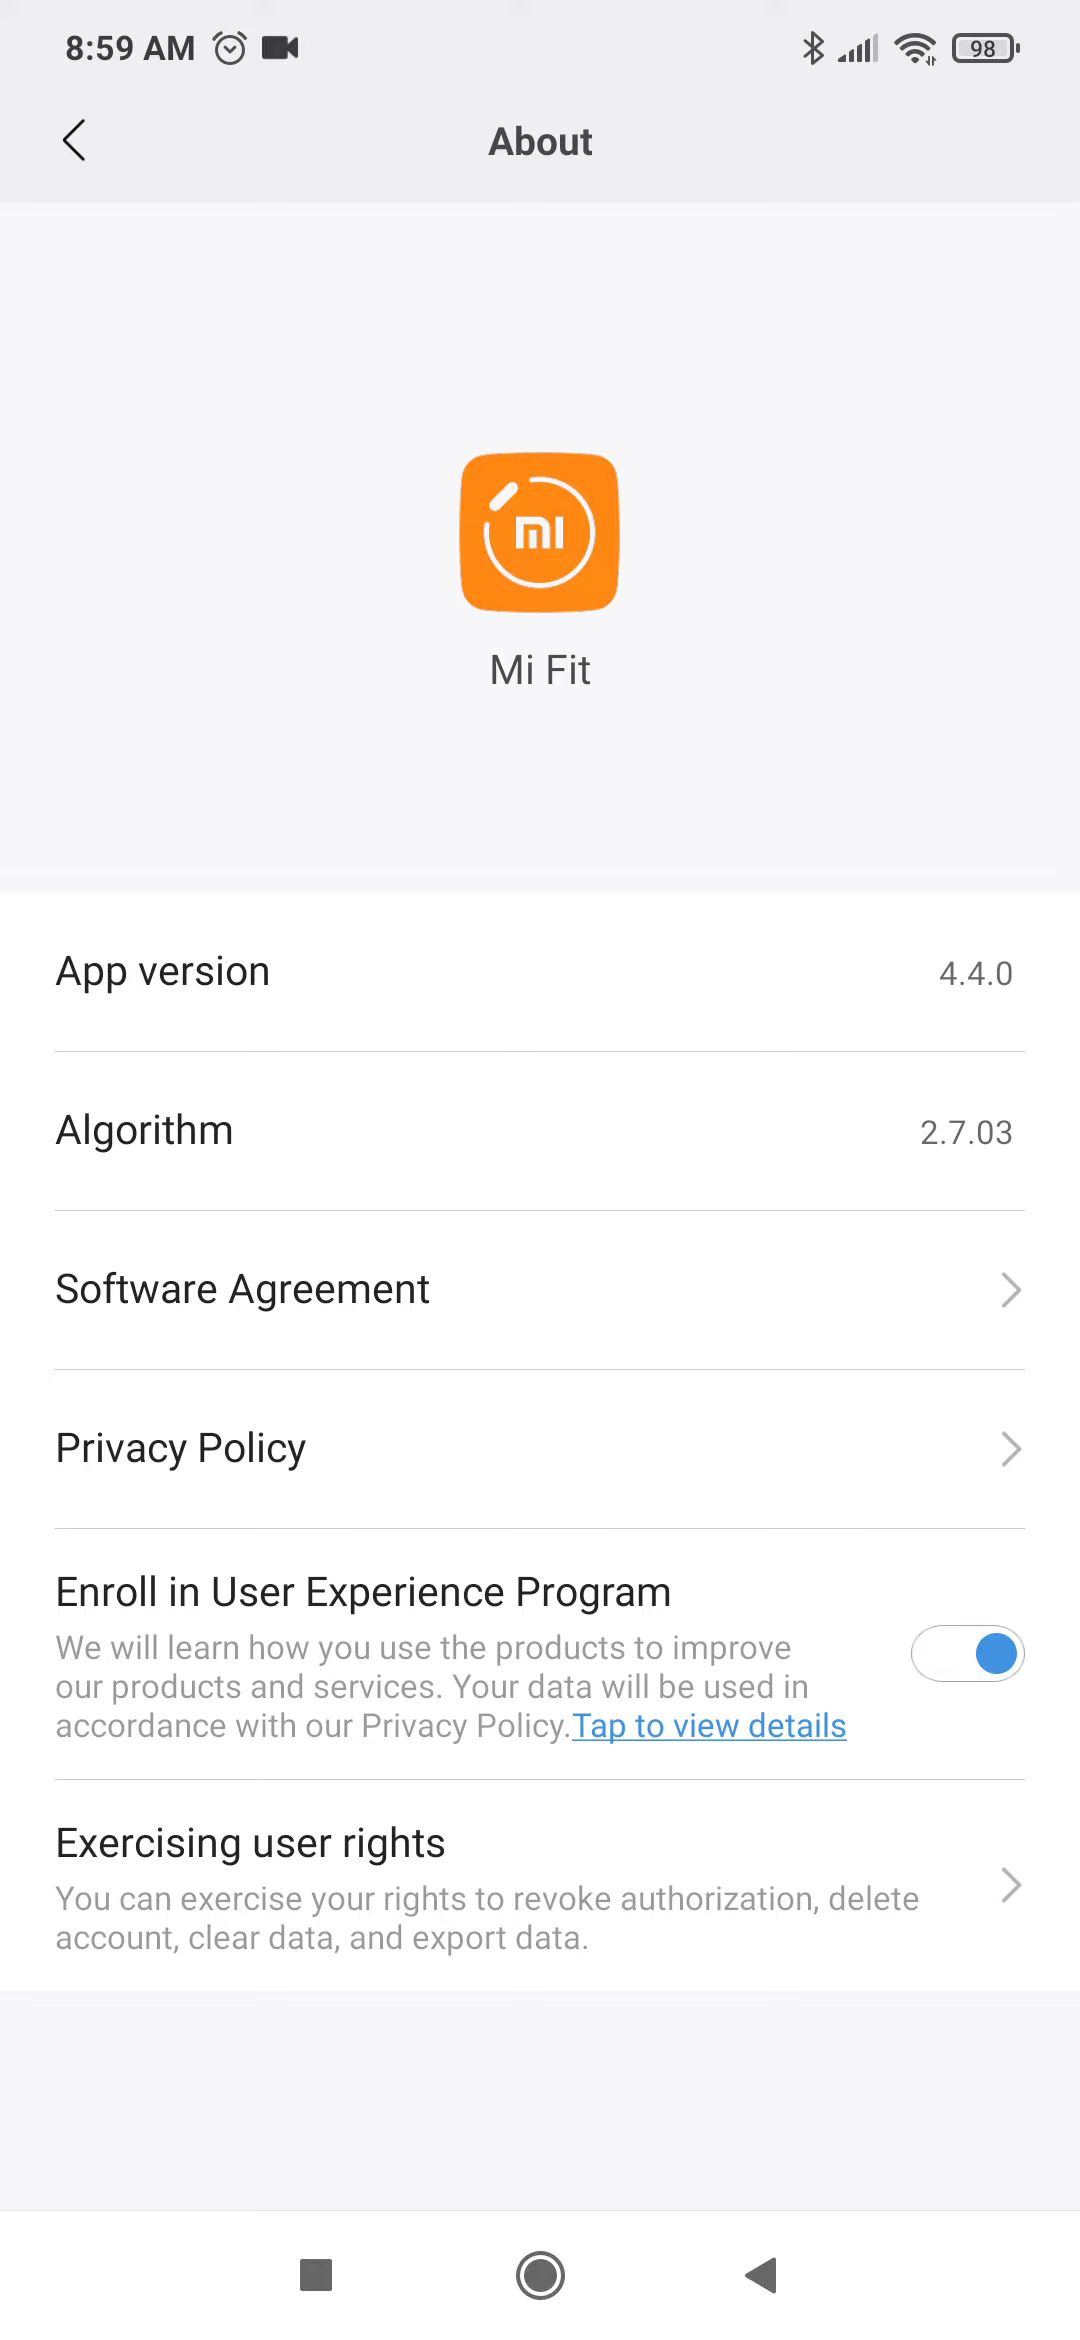 8:59 AM 98
About
mi
Mi Fit
App version 4.4.0
Algorithm 2.7.03
Software Agreement
Privacy Policy
Enroll in User Experience Program
We will learn how you use the products to improve
our products and services. Your data will be used in
accordance with our Privacy Policy.Tap to view details
Exercising user rights
You can exercise your rights to revoke authorization, delete
account, clear data, and export data.